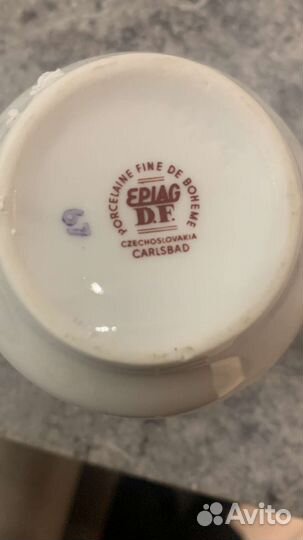 PORCELAINE FINE DE BOHEME
EPIAG
D.F.
CZECHOSLOVAKIA
CARLSBAD
Avito